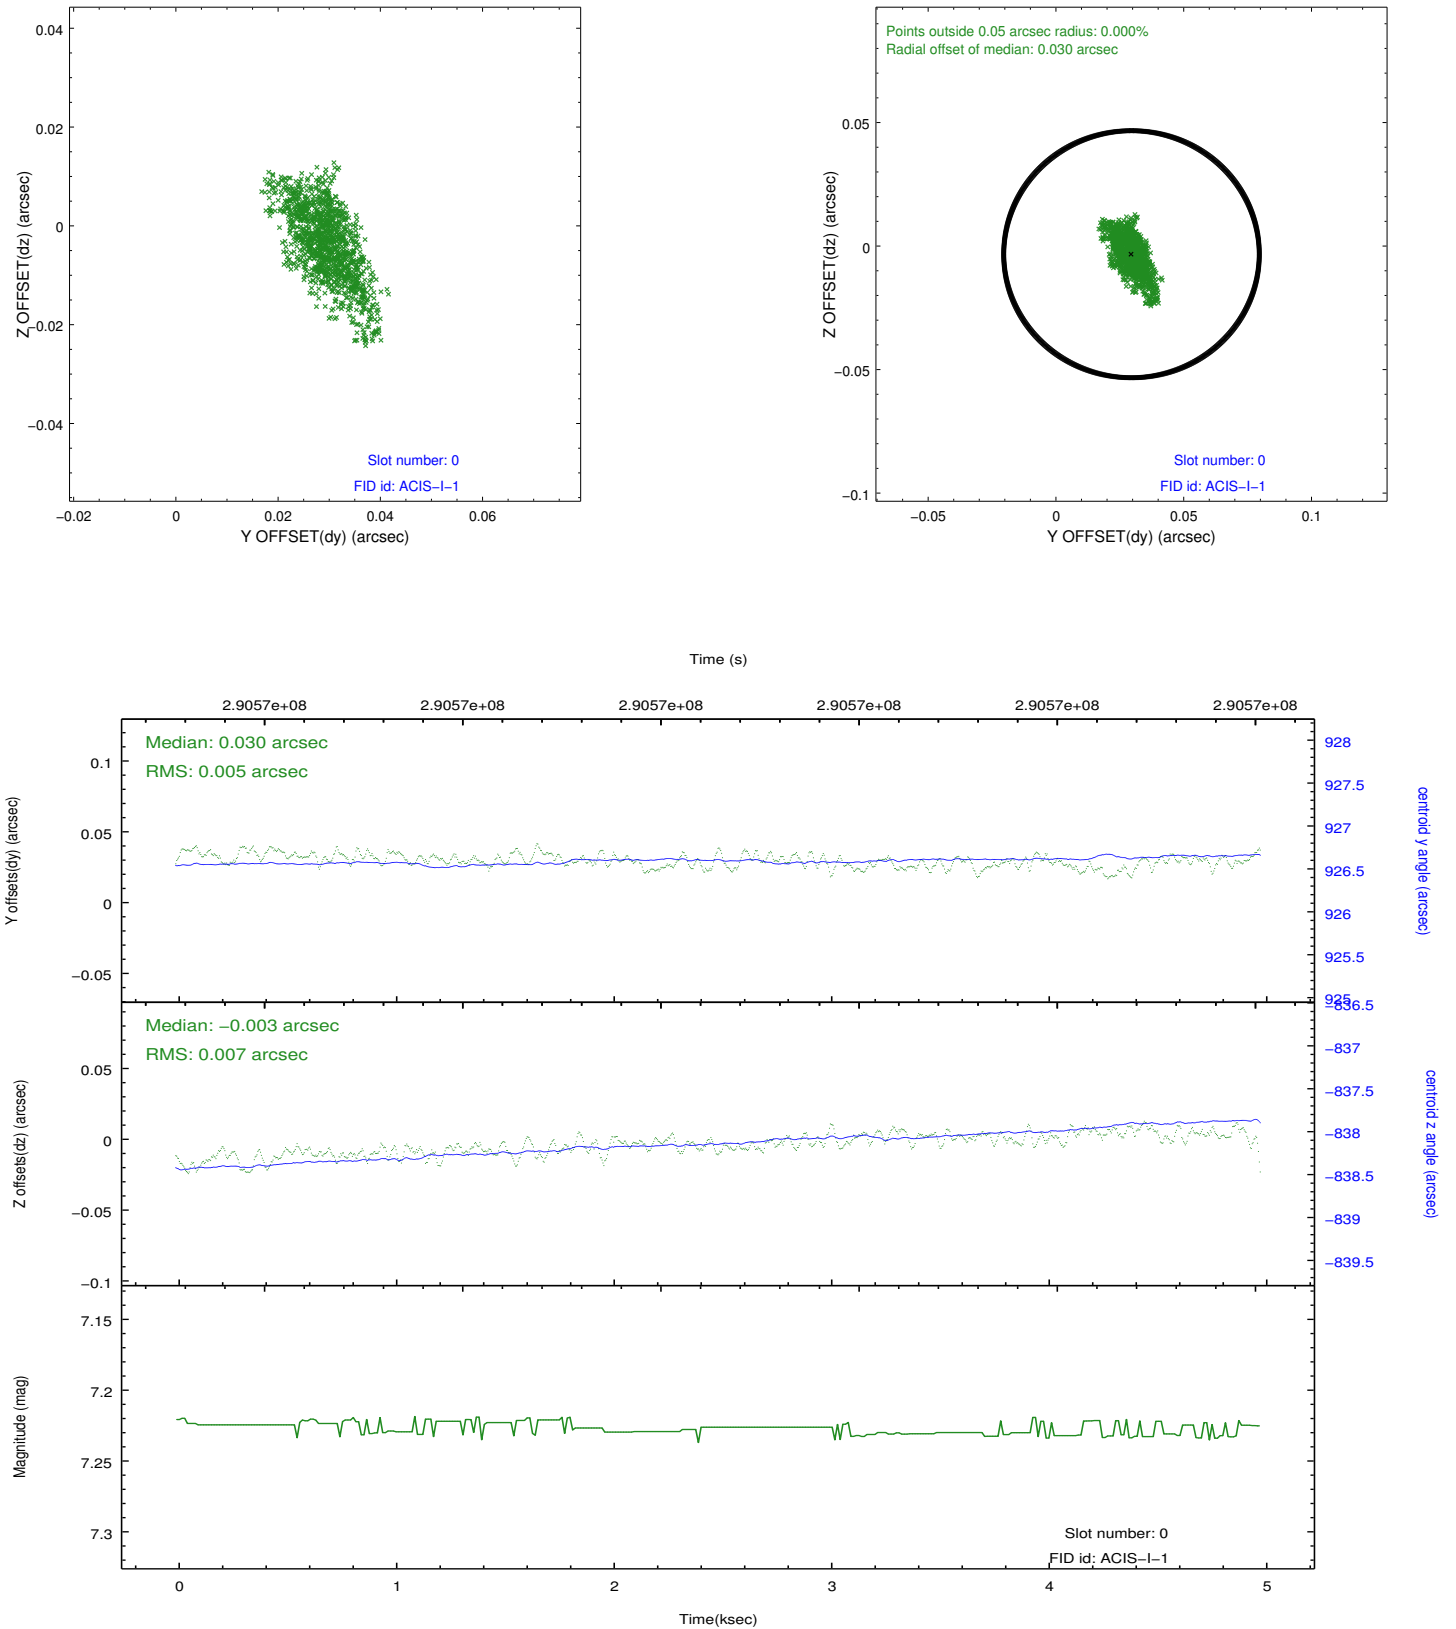 0.04
0.02
0
−0.02
−0.04
Z OFFSET(dz) (arcsec)
Slot number: 0
FID id: ACIS−I−1
−0.02
0
0.02
0.04
0.06
Y OFFSET(dy) (arcsec)
Points outside 0.05 arcsec radius: 0.000%
Radial offset of median: 0.030 arcsec
0.05
0
−0.05
−0.1
Z OFFSET(dz) (arcsec)
Slot number: 0
FID id: ACIS−I−1
−0.05
0
0.05
0.1
Y OFFSET(dy) (arcsec)
Time (s)
2.9057e+08
2.9057e+08
2.9057e+08
2.9057e+08
2.9057e+08
2.9057e+08
Median: 0.030 arcsec
RMS: 0.005 arcsec
0.1
0.05
0
−0.05
Y offsets(dy) (arcsec)
928
927.5
927
926.5
926
925.5
925
centroid y angle (arcsec)
Median: −0.003 arcsec
RMS: 0.007 arcsec
0.05
0
−0.05
−0.1
Z offsets(dz) (arcsec)
−836.5
−837
−837.5
−838
−838.5
−839
−839.5
centroid z angle (arcsec)
7.15
7.2
7.25
7.3
Magnitude (mag)
Slot number: 0
FID id: ACIS−I−1
0
1
2
3
4
5
Time(ksec)